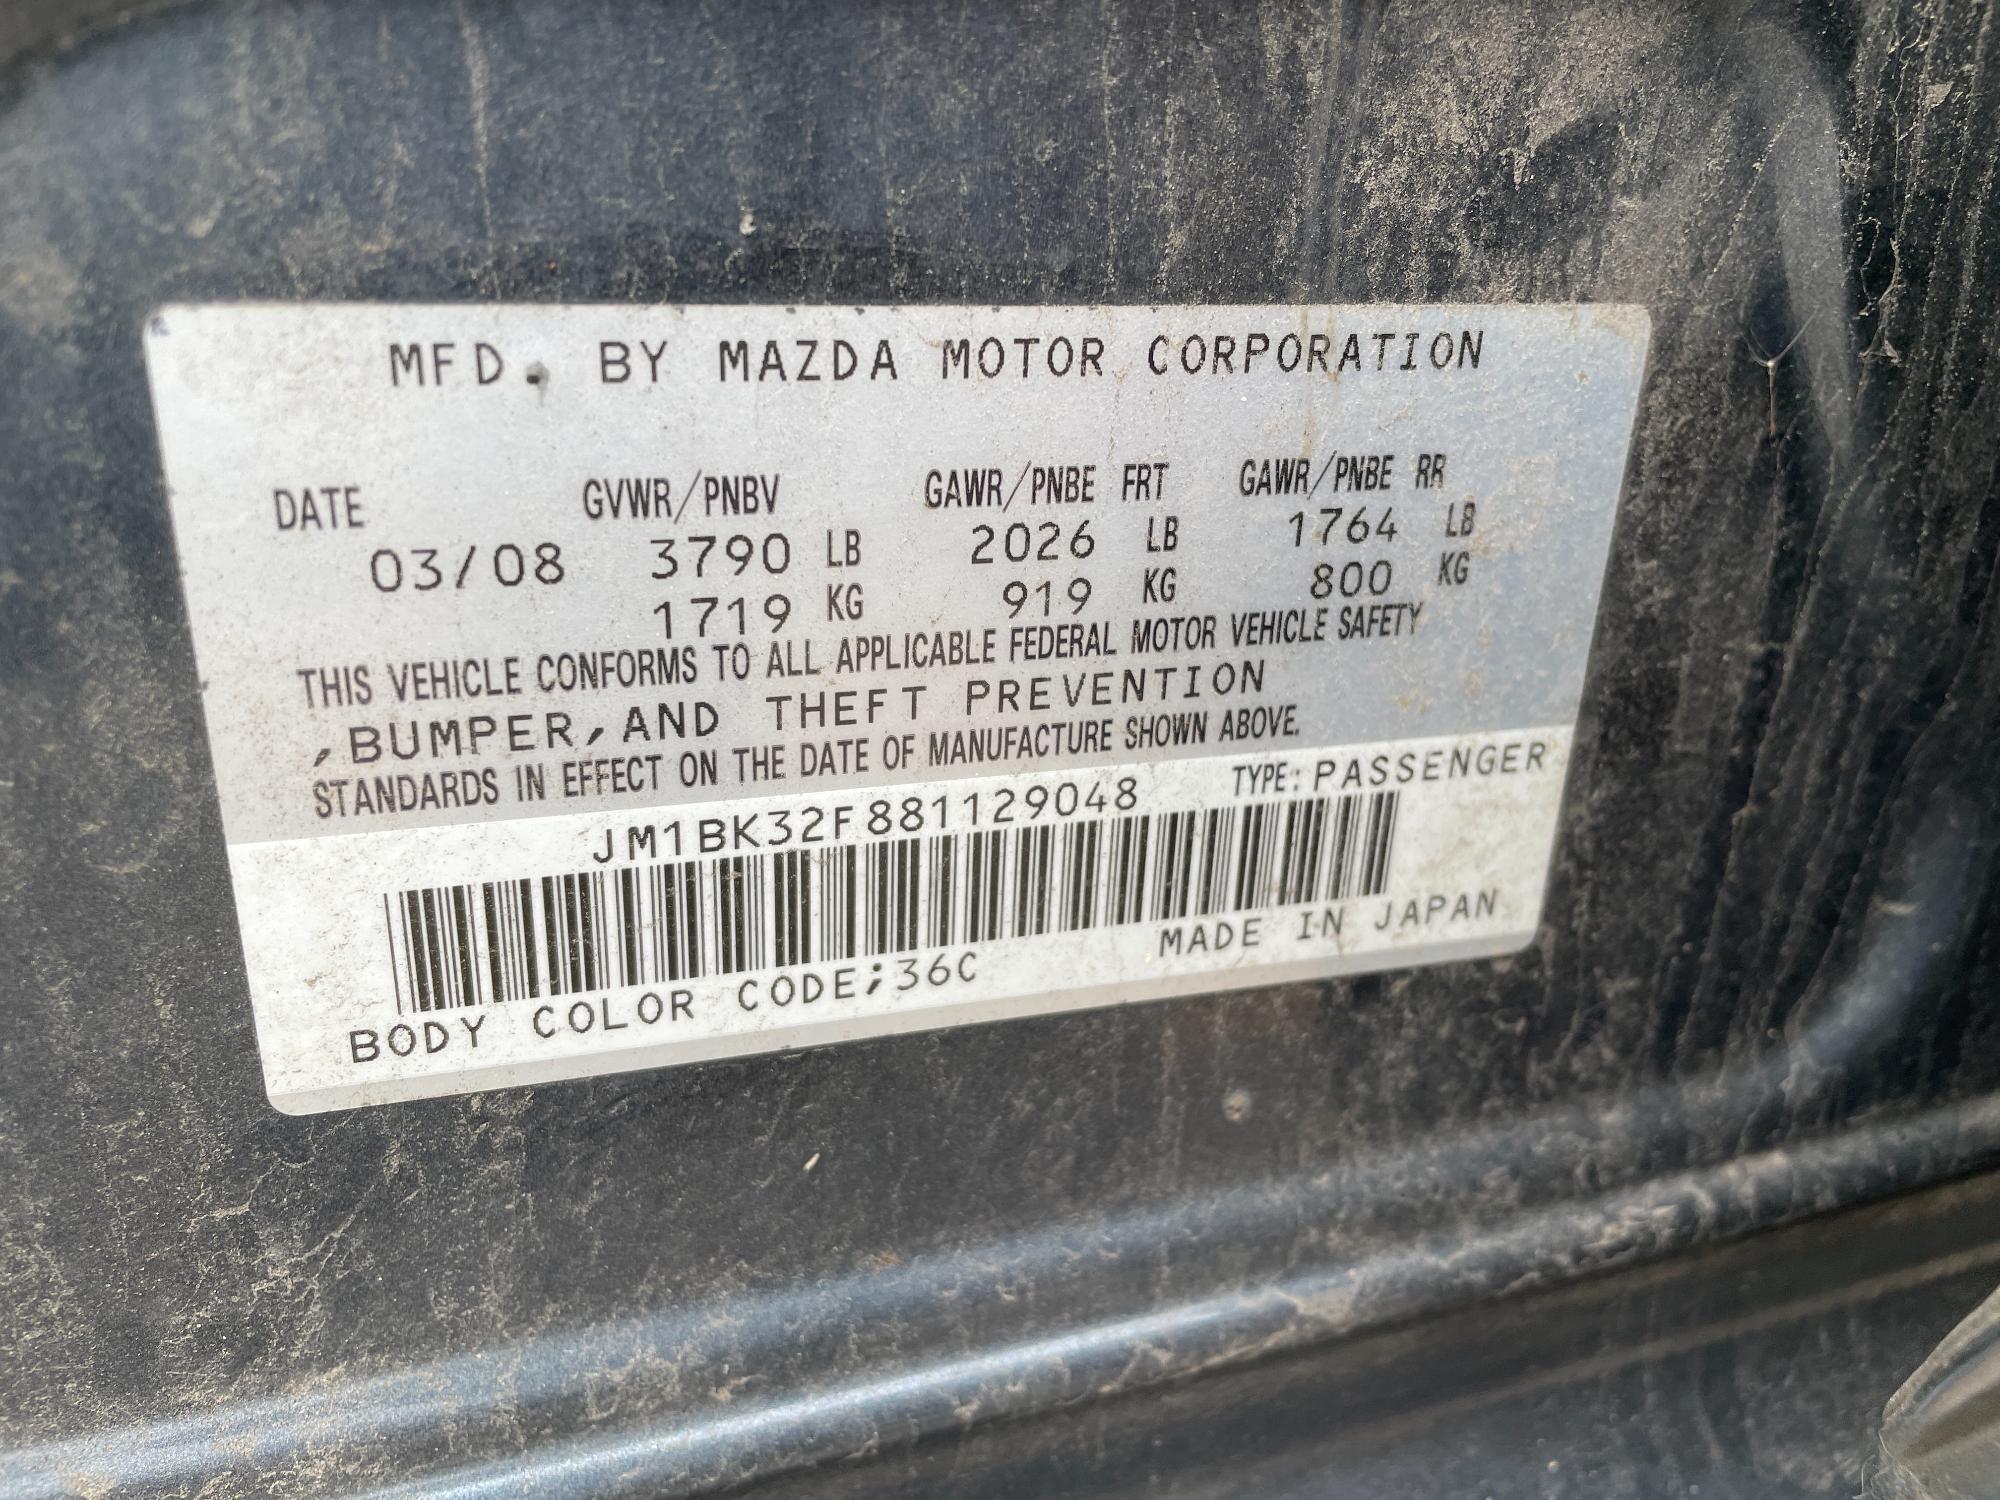 MFD. BY MAZDA MOTOR CORPORATION
DATE GVWR/PNBV GAWR/PNBE FRT GAWR/PNBE RR
03/08 3790 LB 2026 LB 1764 LB
1719 KG 919 KG 800 KG
THIS VEHICLE CONFORMS TO ALL APPLICABLE FEDERAL MOTOR VEHICLE SAFETY
,BUMPER,AND THEFT PREVENTION
STANDARDS IN EFFECT ON THE DATE OF MANUFACTURE SHOWN ABOVE.
JM1BK32F881129048 TYPE: PASSENGER
BODY COLOR CODE;36C MADE IN JAPAN